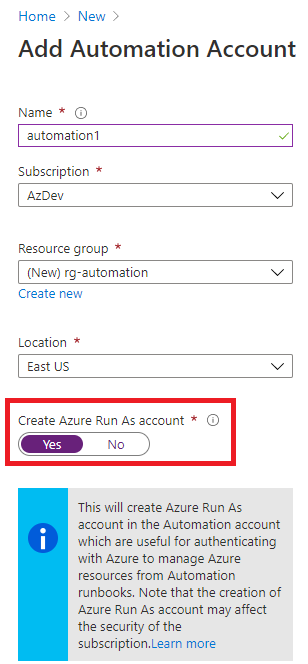 Home > New >
Add Automation Account
Name *
automation1
Subscription *
AzDev
Resource group *
(New) rg-automation
Create new
Location *
East US
Create Azure Run As account *
Yes No
This will create Azure Run As
account in the Automation account
which are useful for authenticating
with Azure to manage Azure
resources from Automation
runbooks. Note that the creation of
Azure Run As account may affect
the security of the
subscription.Learn more